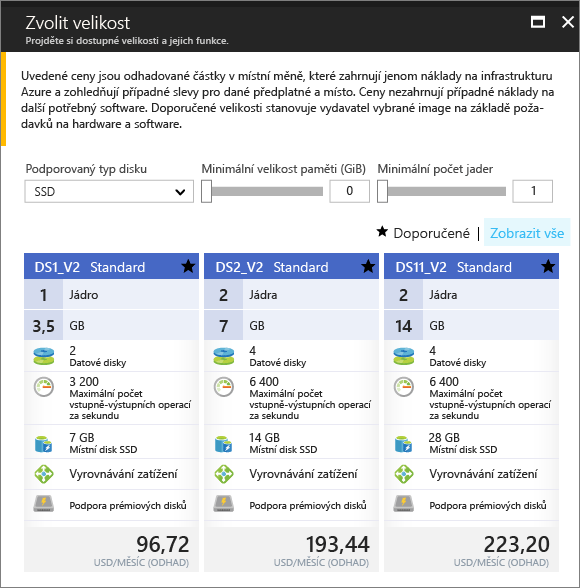 Zvolit velikost
Projděte si dostupné velikosti a jejich funkce.
Uvedené ceny jsou odhadované částky v místní měně, které zahrnují jenom náklady na infrastrukturu
Azure a zohledňují případné slevy pro dané předplatné a místo. Ceny nezahrnují případné náklady na
další potřebný software. Doporučené velikosti stanovuje vydavatel vybrané image na základě poža-
davků na hardware a software.
Podporovaný typ disku
SSD
Minimální velikost paměti (GiB)
0
Minimální počet jader
1
Doporučené | Zobrazit vše
DS1_V2 Standard
1 Jádro
3,5 GB
2
Datové disky
3 200
Maximální počet
vstupně-výstupních operací
za sekundu
7 GB
Místní disk SSD
Vyrovnávání zatížení
Podpora prémiových disků
96,72
USD/MĚSÍC (ODHAD)
DS2_V2 Standard
2 Jádra
7 GB
4
Datové disky
6 400
Maximální počet
vstupně-výstupních operací
za sekundu
14 GB
Místní disk SSD
Vyrovnávání zatížení
Podpora prémiových disků
193,44
USD/MĚSÍC (ODHAD)
DS11_V2 Standard
2 Jádra
14 GB
4
Datové disky
6 400
Maximální počet
vstupně-výstupních operací
za sekundu
28 GB
Místní disk SSD
Vyrovnávání zatížení
Podpora prémiových disků
223,20
USD/MĚSÍC (ODHAD)